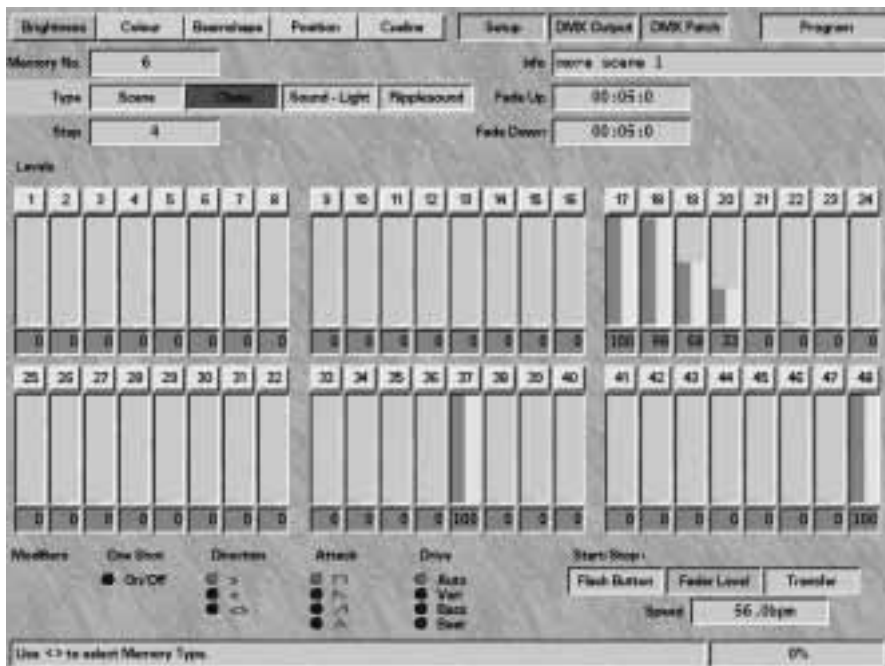 Brightness Colour Beamshape Position Confine Setup DMX Output DMX Patch Program
Memory No. 6 Info more scene 1
Type Scene Chase Sound - Light Ripplesound Fade Up 00:05:0
Step 4 Fade Down 00:05:0
Levels
1 2 3 4 5 6 7 8 9 10 11 12 13 14 15 16 17 18 19 20 21 22 23 24
0 0 0 0 0 0 0 0 0 0 0 0 0 0 0 0 100 68 33 0 0 0 0
25 26 27 28 29 30 31 32 33 34 35 36 37 38 39 40 41 42 43 44 45 46 47 48
0 0 0 0 0 0 0 0 0 0 0 0 100 0 0 0 0 0 0 0 0 0 0 100
Modifiers One Shot Direction Attack Drive Start/Stop:
On/Off > Auto Flash Button Fader Level Transfer
< Vari Speed 56.0bpm
<> Bass
Beat
Use <> to select Memory Type. 0%